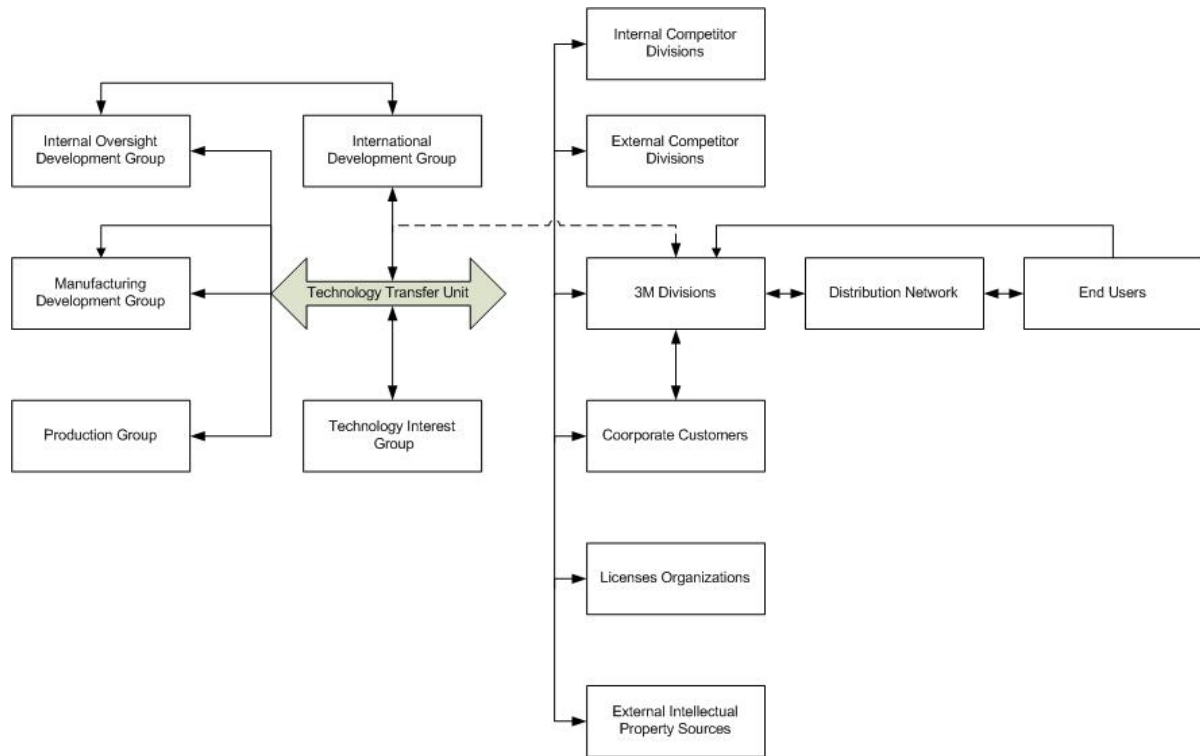 Internal Competitor
Divisions
Internal Oversight
Development Group
International
Development Group
External Competitor
Divisions
Manufacturing
Development Group
Technology Transfer Unit
3M Divisions
Distribution Network
End Users
Production Group
Technology Interest
Group
Coorporate Customers
Licenses Organizations
External Intellectual
Property Sources